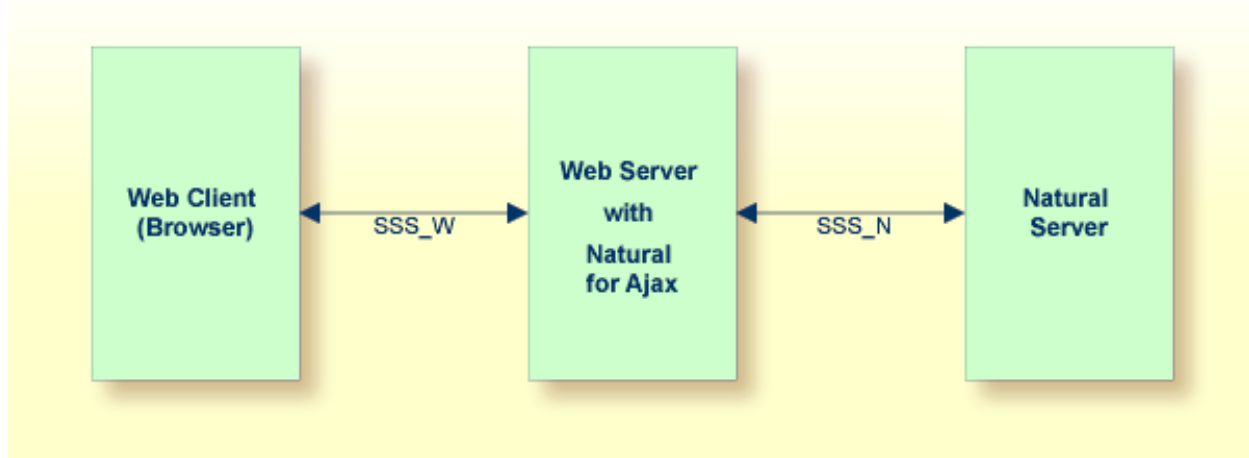 Web Client
(Browser)
SSS_W
Web Server
with
Natural
for Ajax
SSS_N
Natural
Server